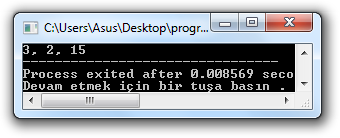 C:\Users\Asus\Desktop\progr...
3, 2, 15
--------------------------------
Process exited after 0.008569 seco
Devam etmek için bir tuşa basın .